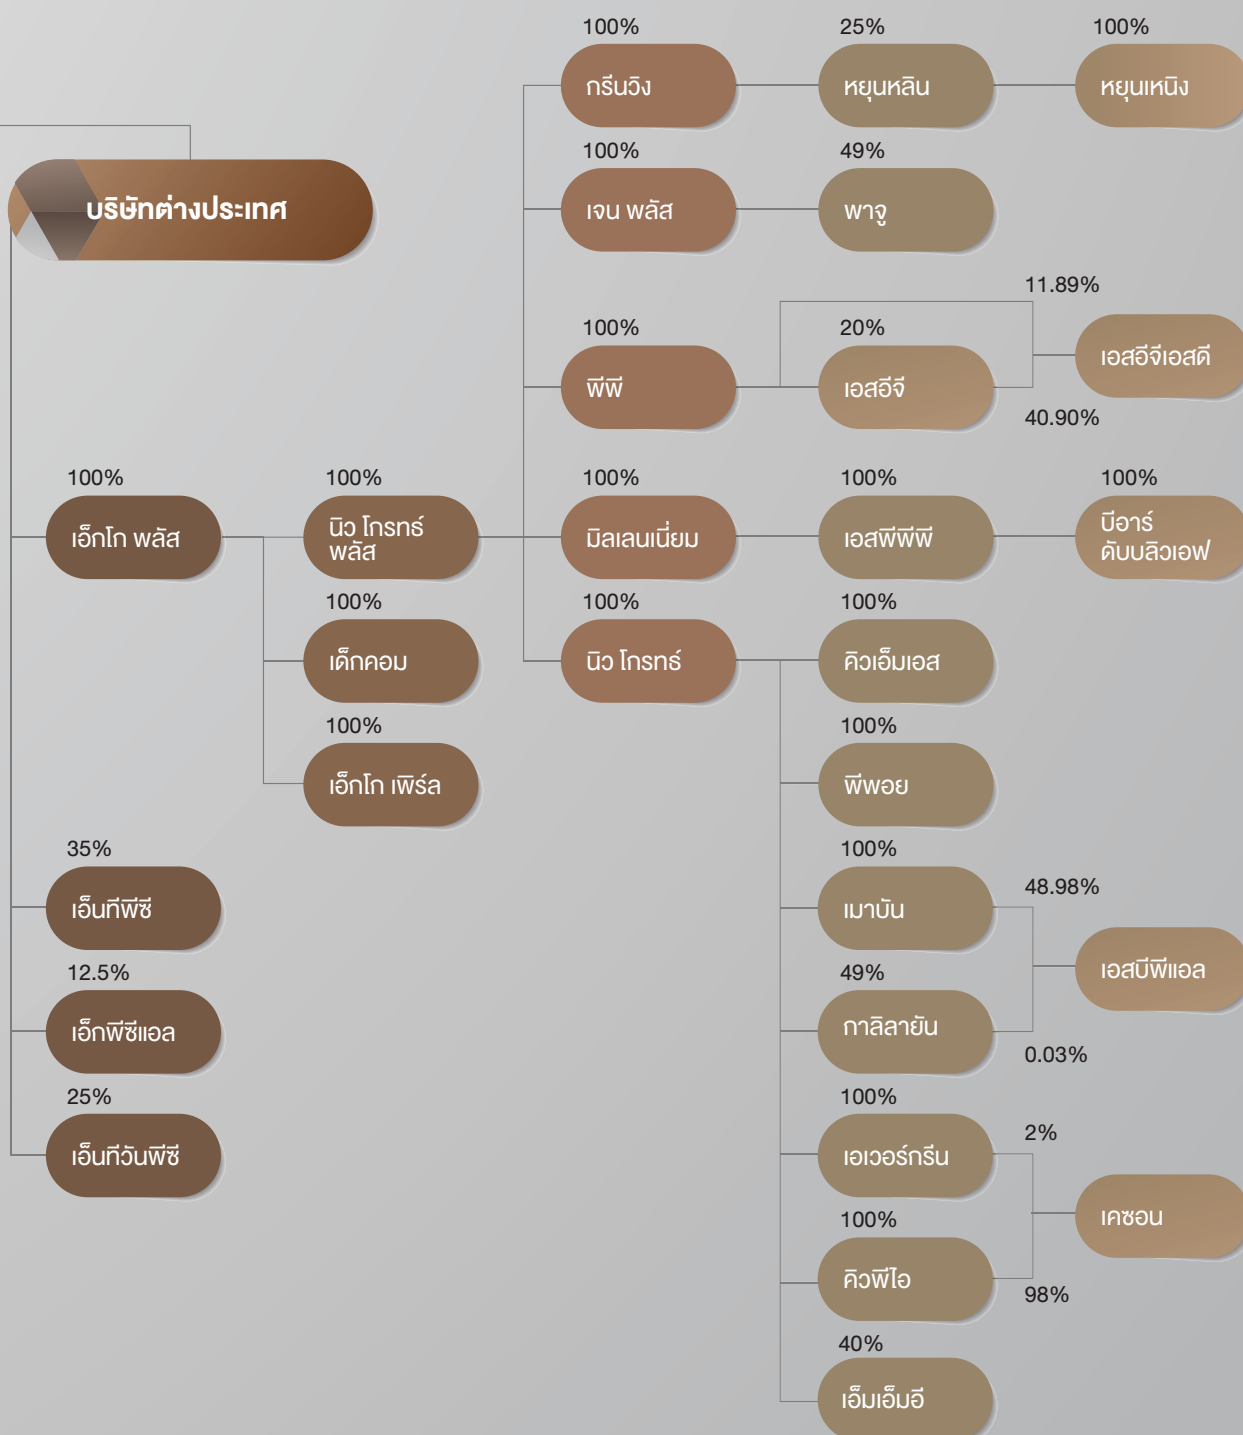 100%
กรีนวิง
25%
หยุนหลิน
100%
หยุนเหนิง
บริษัทต่างประเทศ
100%
เจน พลัส
49%
พาจู
11.89%
100%
พีพี
20%
เอสอีจี
เอสอีจีเอสดี
40.90%
100%
เอ็กโก พลัส
100%
นิว โกรทธ์
พลัส
100%
มิลเลนเนี่ยม
100%
เอสพีพีพี
100%
บีอาร์
ดับบลิวเอฟ
100%
เด็กคอม
100%
นิว โกรทธ์
100%
คิวเอ็มเอส
100%
เอ็กโก เพิร์ล
100%
พีพอย
35%
เอ็นทีพีซี
100%
เมาบัน
48.98%
เอสบีพีแอล
12.5%
เอ็กพีซีแอล
49%
กาลิลายัน
0.03%
25%
เอ็นทีวันพีซี
100%
เอเวอร์กรีน
2%
เคซอน
100%
คิวพีไอ
98%
40%
เอ็มเอ็มอี